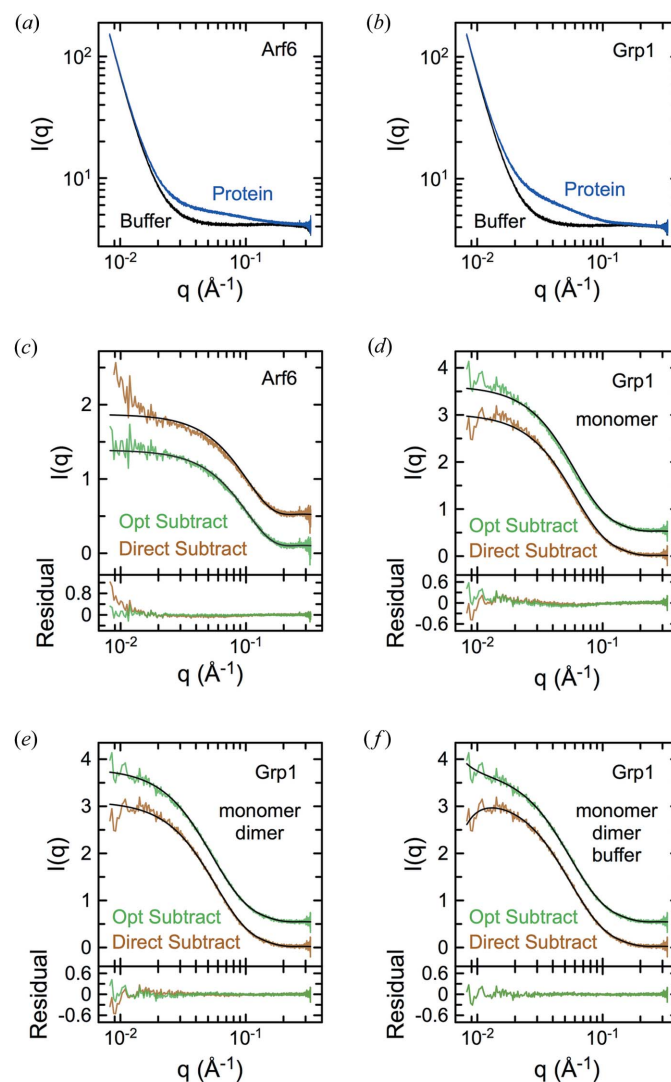 (a)
Arf6
10²
I(q)
10¹
Protein
Buffer
10⁻² 10⁻¹
q (Å⁻¹)
(b)
Grp1
10²
I(q)
10¹
Protein
Buffer
10⁻² 10⁻¹
q (Å⁻¹)
(c)
Arf6
2
I(q)
1
Opt Subtract
0
Direct Subtract
Residual
0.8
0
10⁻² 10⁻¹
q (Å⁻¹)
(d)
4
Grp1
3
monomer
I(q)
2
1
Opt Subtract
0
Direct Subtract
Residual
0.6
0
-0.6
10⁻² 10⁻¹
q (Å⁻¹)
(e)
4
Grp1
3
monomer
dimer
I(q)
2
1
Opt Subtract
0
Direct Subtract
Residual
0.6
0
-0.6
10⁻² 10⁻¹
q (Å⁻¹)
(f)
4
Grp1
3
monomer
dimer
buffer
I(q)
2
1
Opt Subtract
0
Direct Subtract
Residual
0.6
0
-0.6
10⁻² 10⁻¹
q (Å⁻¹)